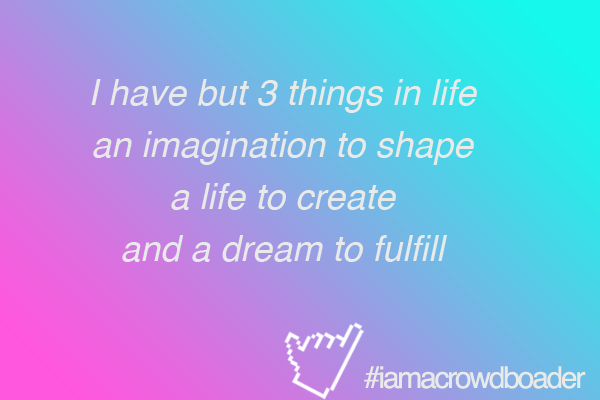 I have but 3 things in life
an imagination to shape
a life to create
and a dream to fulfill
#iamacrowdboader